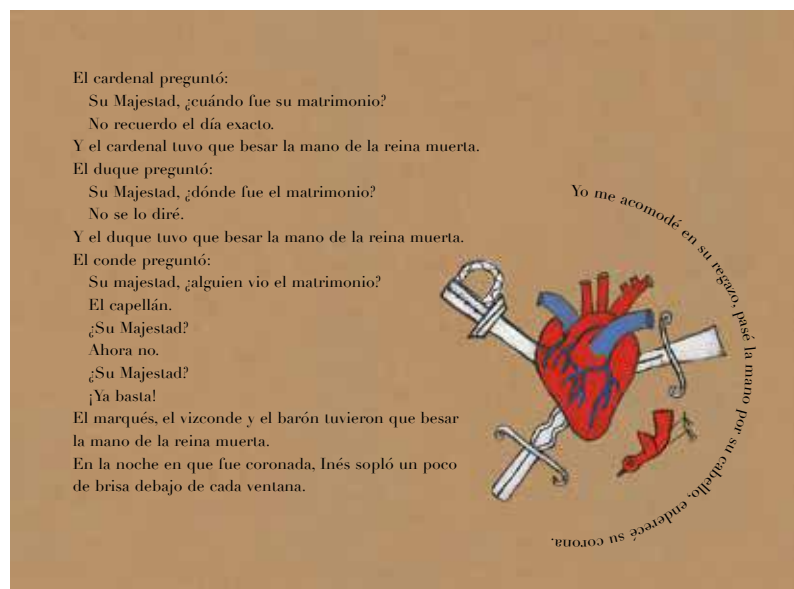 El cardenal preguntó:
Su Majestad, ¿cuándo fue su matrimonio?
No recuerdo el día exacto.
Y el cardenal tuvo que besar la mano de la reina muerta.
El duque preguntó:
Su Majestad, ¿dónde fue el matrimonio?
No se lo diré.
Y el duque tuvo que besar la mano de la reina muerta.
El conde preguntó:
Su majestad, ¿alguien vio el matrimonio?
El capellán.
¿Su Majestad?
Ahora no.
¿Su Majestad?
¡Ya basta!
El marqués, el vizconde y el barón tuvieron que besar
la mano de la reina muerta.
En la noche en que fue coronada, Inés sopló un poco
de brisa debajo de cada ventana.
Yo me acomodé en su regazo, pasé la mano por su cabello, enderecé su corona.